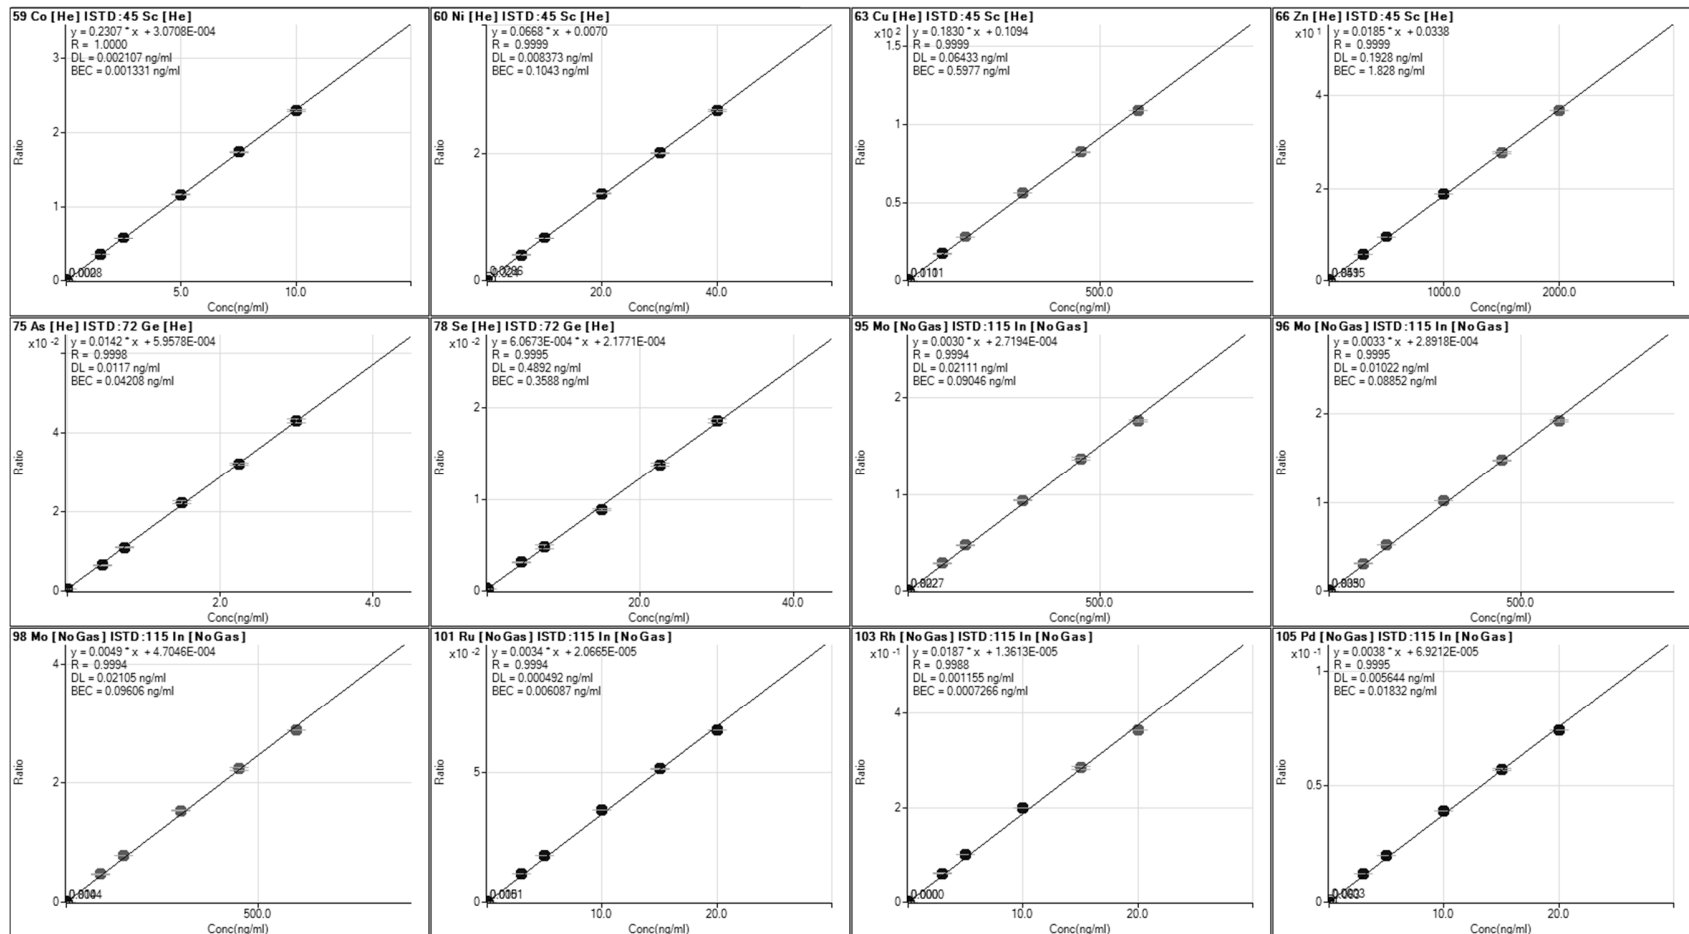 59 Co [He] ISTD:45 Sc [He]
y = 0.2307 * x + 3.0708E-004
R = 1.0000
DL = 0.002107 ng/ml
BEC = 0.001331 ng/ml
3
2
1
0
Ratio
5.0
10.0
Conc(ng/ml)
60 Ni [He] ISTD:45 Sc [He]
y = 0.0668 * x + 0.0070
R = 0.9999
DL = 0.008373 ng/ml
BEC = 0.1043 ng/ml
2
0
Ratio
20.0
40.0
Conc(ng/ml)
63 Cu [He] ISTD:45 Sc [He]
x10 2
y = 0.1830 * x + 0.1094
R = 0.9999
DL = 0.06433 ng/ml
BEC = 0.5977 ng/ml
1.5
1
0.5
0
Ratio
500.0
Conc(ng/ml)
66 Zn [He] ISTD:45 Sc [He]
x10 1
y = 0.0185 * x + 0.0338
R = 0.9999
DL = 0.1928 ng/ml
BEC = 1.828 ng/ml
4
2
0
Ratio
1000.0
2000.0
Conc(ng/ml)
75 As [He] ISTD:72 Ge [He]
x10 -2
y = 0.0142 * x + 5.9578E-004
R = 0.9998
DL = 0.0117 ng/ml
BEC = 0.04208 ng/ml
4
2
0
Ratio
2.0
4.0
Conc(ng/ml)
78 Se [He] ISTD:72 Ge [He]
x10 -2
y = 6.0673E-004 * x + 2.1771E-004
R = 0.9995
DL = 0.4892 ng/ml
BEC = 0.3588 ng/ml
2
1
0
Ratio
20.0
40.0
Conc(ng/ml)
95 Mo [NoGas] ISTD:115 In [NoGas]
y = 0.0030 * x + 2.7194E-004
R = 0.9994
DL = 0.02111 ng/ml
BEC = 0.09046 ng/ml
2
1
0
Ratio
500.0
Conc(ng/ml)
96 Mo [NoGas] ISTD:115 In [NoGas]
y = 0.0033 * x + 2.8918E-004
R = 0.9995
DL = 0.01022 ng/ml
BEC = 0.08852 ng/ml
2
1
0
Ratio
500.0
Conc(ng/ml)
98 Mo [NoGas] ISTD:115 In [NoGas]
y = 0.0049 * x + 4.7046E-004
R = 0.9994
DL = 0.02105 ng/ml
BEC = 0.09606 ng/ml
4
2
0
Ratio
500.0
Conc(ng/ml)
101 Ru [NoGas] ISTD:115 In [NoGas]
x10 -2
y = 0.0034 * x + 2.0665E-005
R = 0.9994
DL = 0.000492 ng/ml
BEC = 0.006087 ng/ml
5
0
Ratio
10.0
20.0
Conc(ng/ml)
103 Rh [NoGas] ISTD:115 In [NoGas]
x10 -1
y = 0.0187 * x + 1.3613E-005
R = 0.9988
DL = 0.001155 ng/ml
BEC = 0.0007266 ng/ml
4
2
0
Ratio
0.0000
10.0
20.0
Conc(ng/ml)
105 Pd [NoGas] ISTD:115 In [NoGas]
x10 -1
y = 0.0038 * x + 6.9212E-005
R = 0.9995
DL = 0.005644 ng/ml
BEC = 0.01832 ng/ml
1
0.5
0
Ratio
10.0
20.0
Conc(ng/ml)